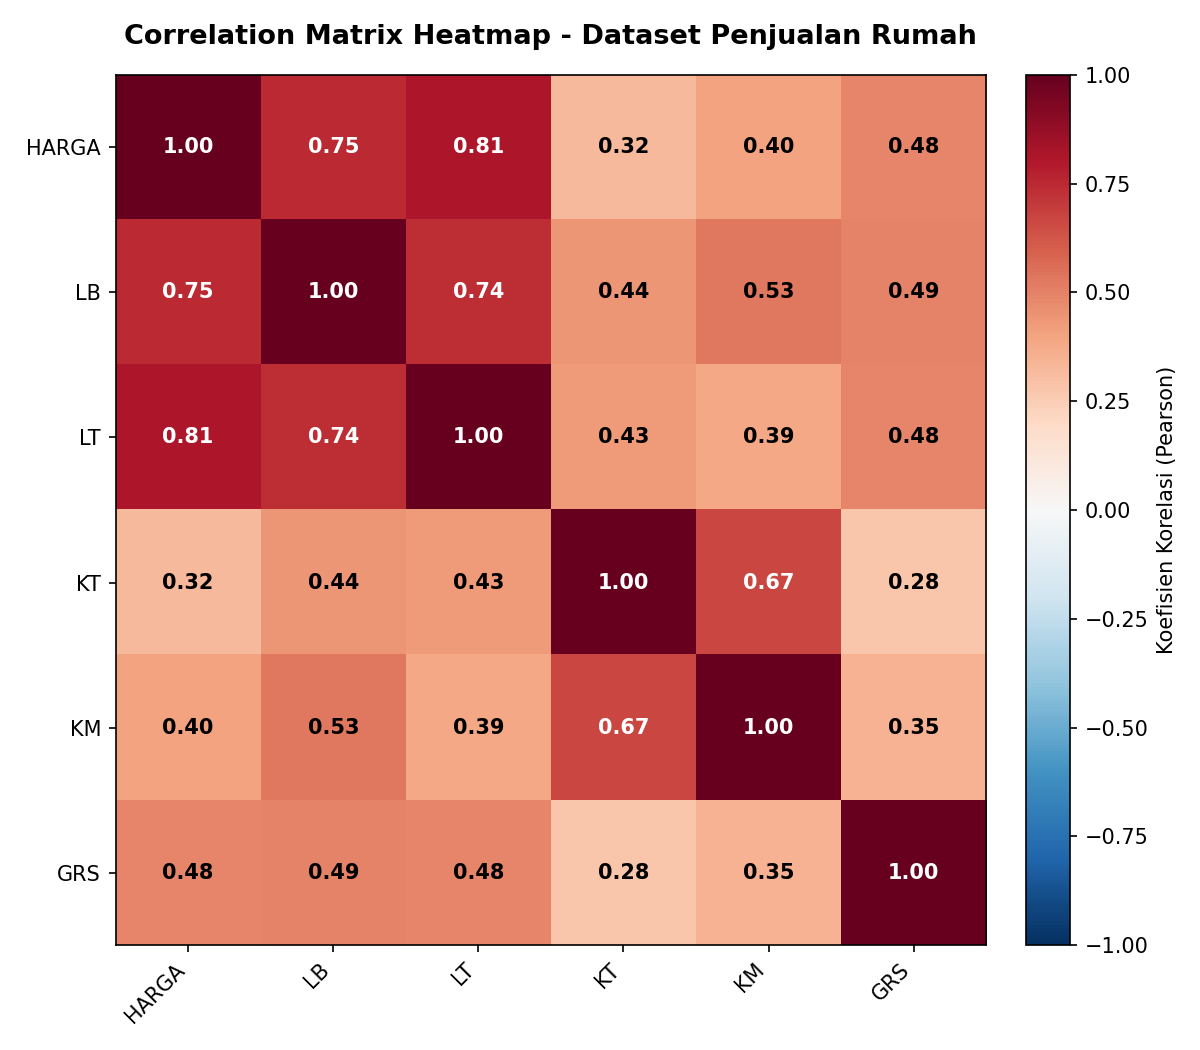 Correlation Matrix Heatmap - Dataset Penjualan Rumah
HARGA 1.00 0.75 0.81 0.32 0.40 0.48
LB 0.75 1.00 0.74 0.44 0.53 0.49
LT 0.81 0.74 1.00 0.43 0.39 0.48
KT 0.32 0.44 0.43 1.00 0.67 0.28
KM 0.40 0.53 0.39 0.67 1.00 0.35
GRS 0.48 0.49 0.48 0.28 0.35 1.00
HARGA LB LT KT KM GRS
1.00
0.75
0.50
0.25
0.00
−0.25
−0.50
−0.75
−1.00
Koefisien Korelasi (Pearson)